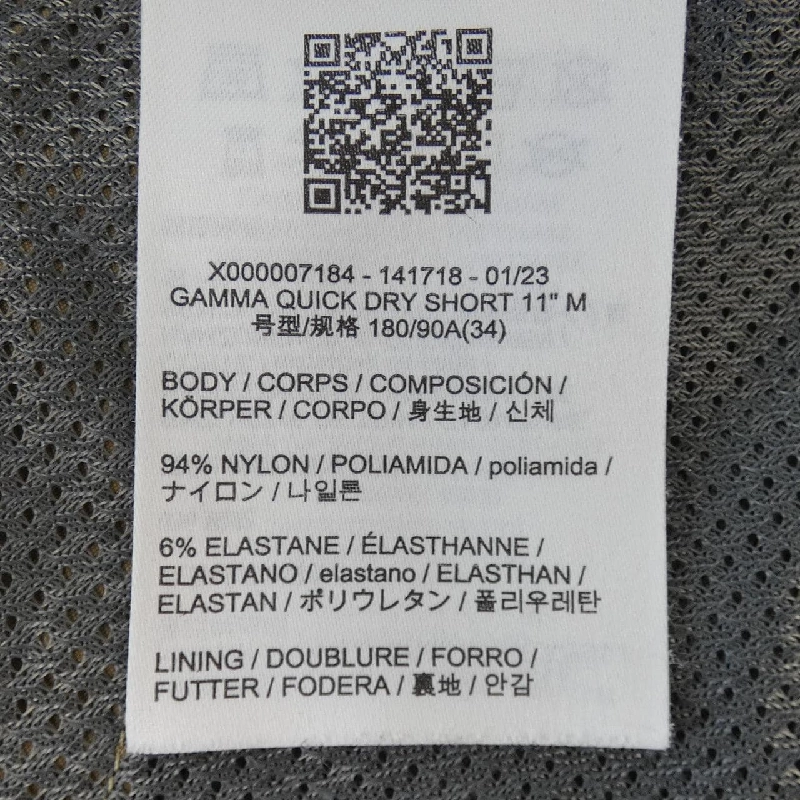 X000007184 - 141718 - 01/23
GAMMA QUICK DRY SHORT 11" M
号型/规格 180/90A(34)
BODY / CORPS / COMPOSICIÓN /
KÖRPER / CORPO / 身生地 / 신체
94% NYLON / POLIAMIDA / poliamida /
ナイロン / 나일론
6% ELASTANE / ÉLASTHANNE /
ELASTANO / elastano / ELASTHAN /
ELASTAN / ポリウレタン / 폴리우레탄
LINING / DOUBLURE / FORRO /
FUTTER / FODERA / 裏地 / 안감